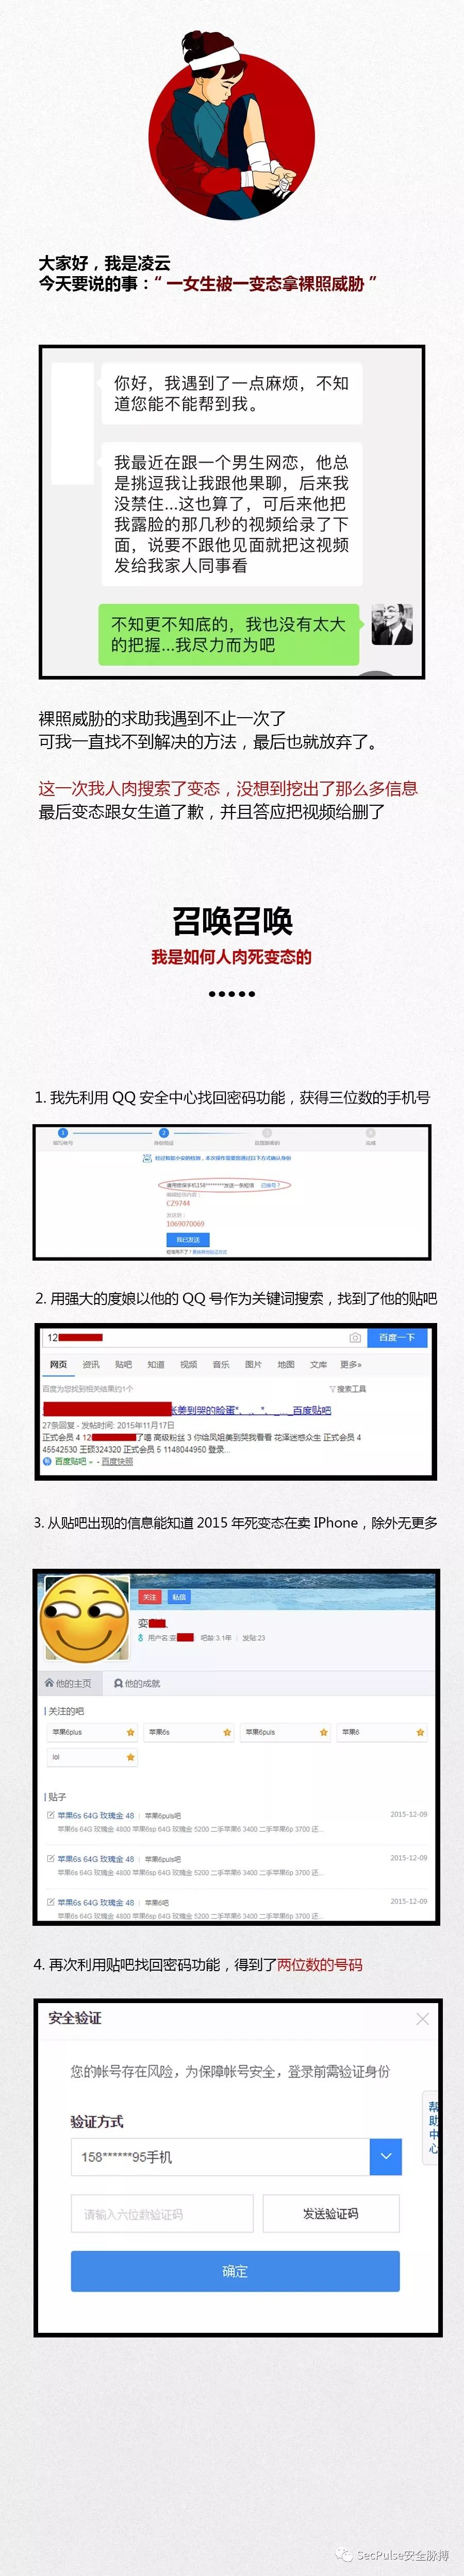 大家好，我是凌云
今天要说的事：“ 一女生被一变态拿裸照威胁 ”
你好，我遇到了一点麻烦，不知
道您能不能帮到我。
我最近在跟一个男生网恋，他总
是挑逗我让我跟他果聊，后来我
没禁住...这也算了，可后来他把
我露脸的那几秒的视频给录了下
面，说要不跟他见面就把这视频
发给我家人同事看
不知更不知底的，我也没有太大
的把握...我尽力而为吧
裸照威胁的求助我遇到不止一次了
可我一直找不到解决的方法，最后也就放弃了。
这一次我人肉搜索了变态，没想到挖出了那么多信息
最后变态跟女生道了歉，并且答应把视频给删了
召唤召唤
我是如何人肉死变态的
1. 我先利用 QQ 安全中心找回密码功能，获得三位数的手机号
1
2
3
4
请用密保手机158********发送一条短信 已换号？
CZ9744
发送到：
1069070069
我已发送
2. 用强大的度娘以他的 QQ 号作为关键词搜索，找到了他的贴吧
12
百度一下
网页 资讯 贴吧 知道 视频 音乐 图片 地图 文库 更多»
百度为您找到相关结果约1个 搜索工具
美到哭的脸蛋
百度贴吧
27条回复 - 发帖时间: 2015年11月17日
正式会员 4 12
高级粉丝 3 你给凤姐美到哭我看看 花泽迷惑众生 正式会员 4
45542530 王硕324320 正式会员 5 1148044950 登录...
百度贴吧 - 百度快照
3. 从贴吧出现的信息能知道 2015 年死变态在卖 IPhone，除外无更多
关注 私信
变
用户名:变
吧龄:3.1年 发贴:23
他的主页 他的成就
关注的吧
苹果6plus 苹果6s 苹果6puls 苹果6
lol
贴子
苹果6s 64G 玫瑰金 48 苹果6puls吧 2015-12-09
苹果6s 64G 玫瑰金 4800 苹果6sp 64G 玫瑰金 5200 二手苹果6 3400 二手苹果6p 3700 还...
苹果6s 64G 玫瑰金 48 苹果6puls吧 2015-12-09
苹果6s 64G 玫瑰金 4800 苹果6sp 64G 玫瑰金 5200 二手苹果6 3400 二手苹果6p 3700 还...
苹果6s 64G 玫瑰金 48 苹果6吧 2015-12-09
苹果6s 64G 玫瑰金 4800 苹果6sp 64G 玫瑰金 5200 二手苹果6 3400 二手苹果6p 3700 还...
4. 再次利用贴吧找回密码功能，得到了两位数的号码
安全验证
您的帐号存在风险，为保障帐号安全，登录前需验证身份
验证方式
158******95手机
请输入六位数验证码
发送验证码
确定
帮助中心
SecPulse安全脉搏